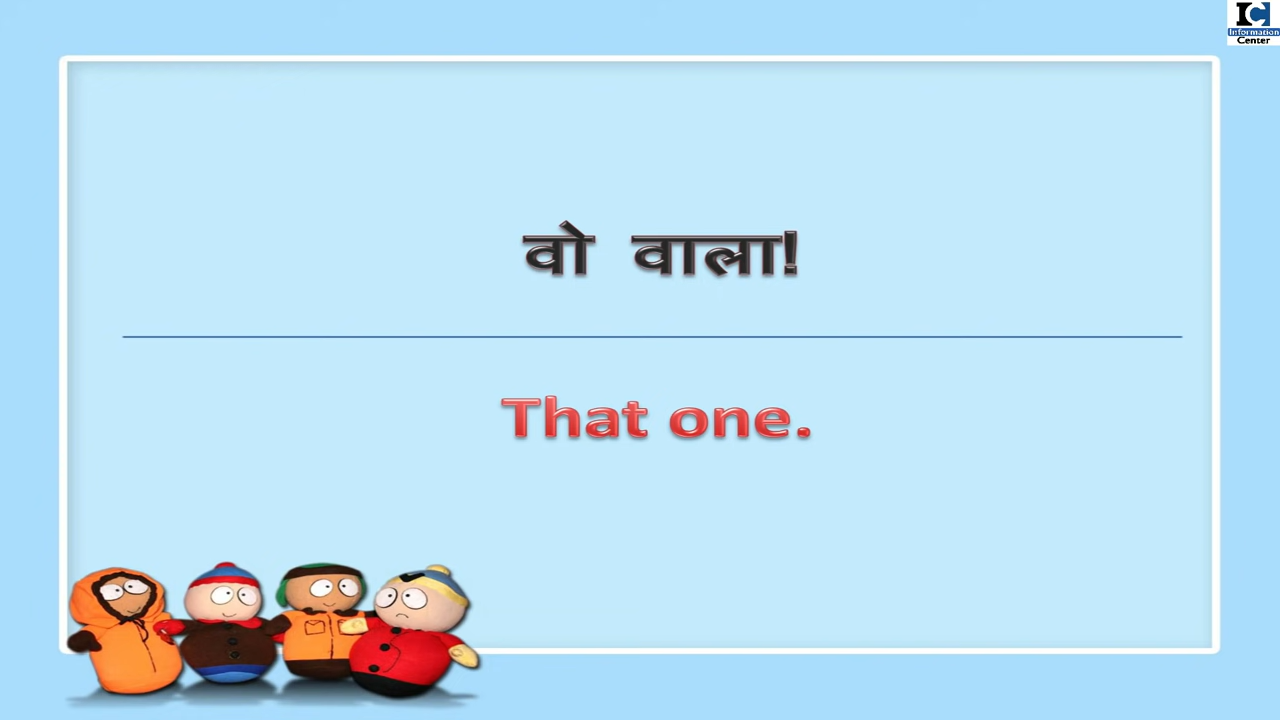 IC
Information
Center
वो वाला!
That one.